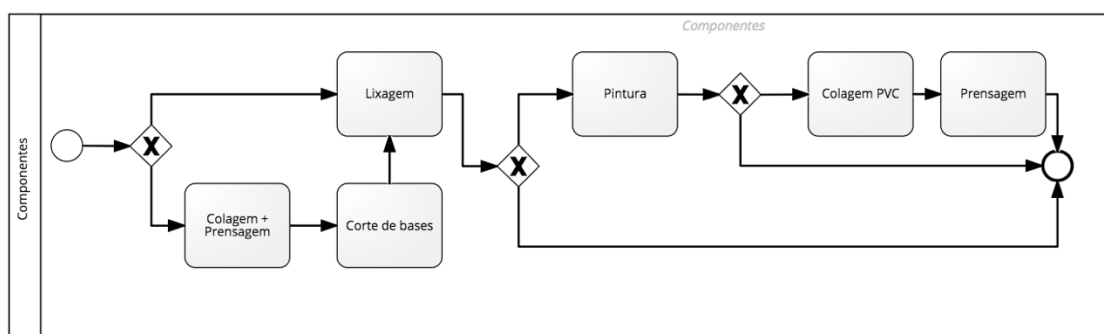 Componentes
Componentes
Lixagem
Pintura
Colagem PVC
Prensagem
X
X
X
Colagem +
Prensagem
Corte de bases